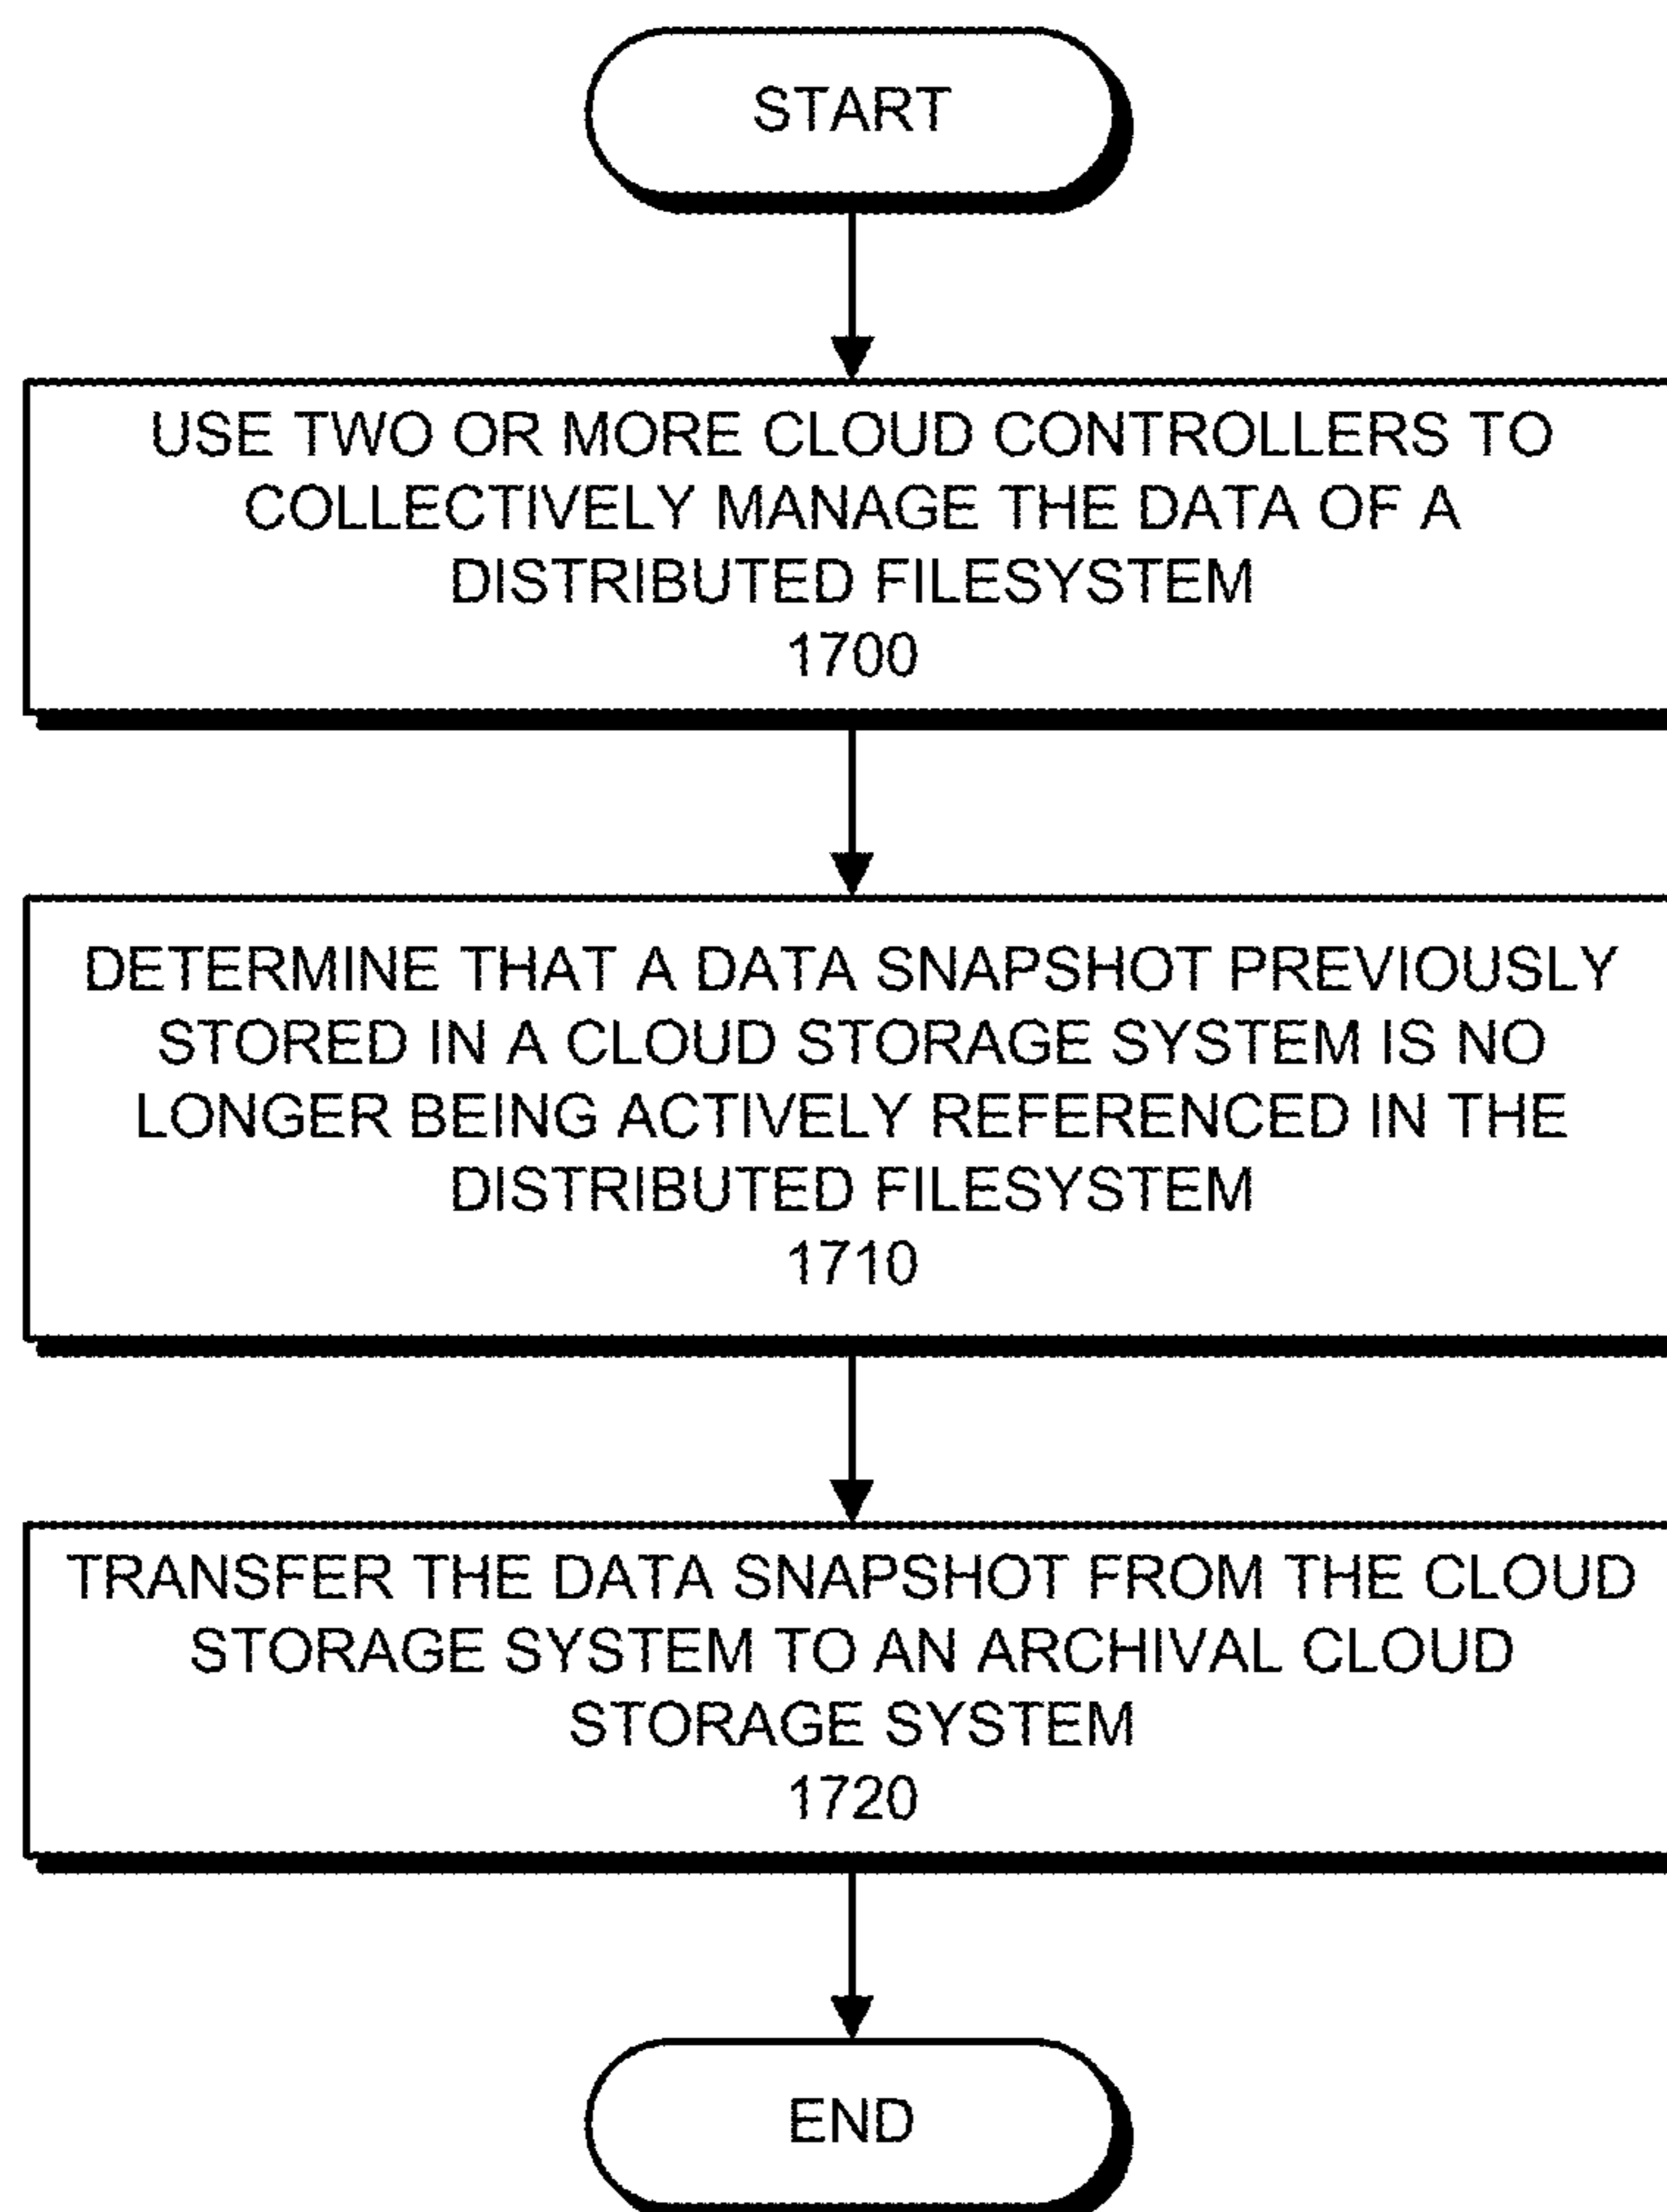 START
USE TWO OR MORE CLOUD CONTROLLERS TO
COLLECTIVELY MANAGE THE DATA OF A
DISTRIBUTED FILESYSTEM
1700
DETERMINE THAT A DATA SNAPSHOT PREVIOUSLY
STORED IN A CLOUD STORAGE SYSTEM IS NO
LONGER BEING ACTIVELY REFERENCED IN THE
DISTRIBUTED FILESYSTEM
1710
TRANSFER THE DATA SNAPSHOT FROM THE CLOUD
STORAGE SYSTEM TO AN ARCHIVAL CLOUD
STORAGE SYSTEM
1720
END